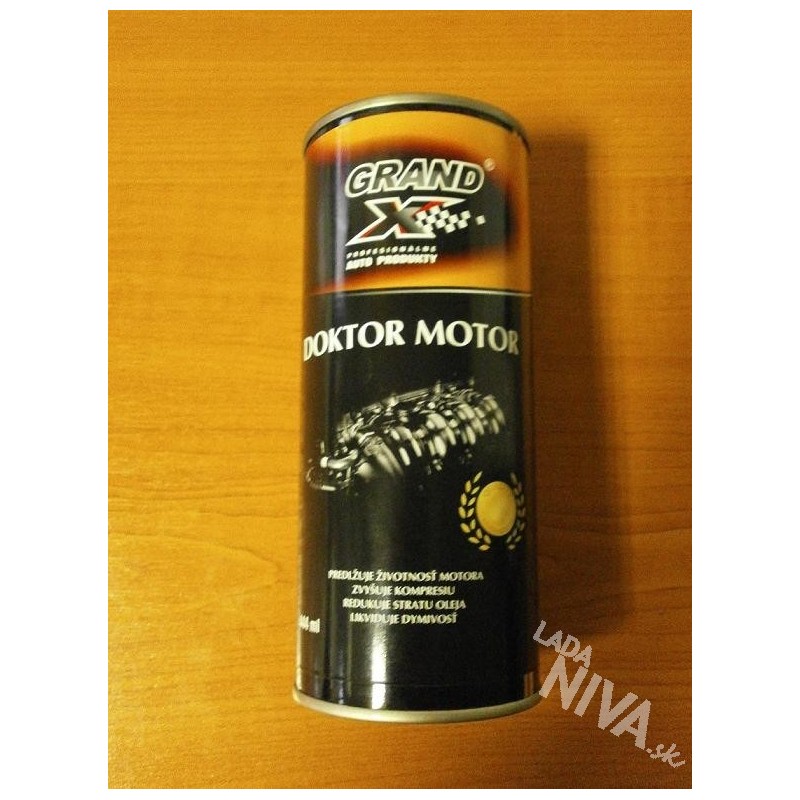 GRAND®
X
PROFESIONÁLNE
AUTO PRODUKTY
DOKTOR MOTOR
PREDLŽUJE ŽIVOTNOSŤ MOTORA
ZVYŠUJE KOMPRESIU
REDUKUJE STRATU OLEJA
LIKVIDUJE DYMIVOSŤ
ml
LADA
NIVA.sk